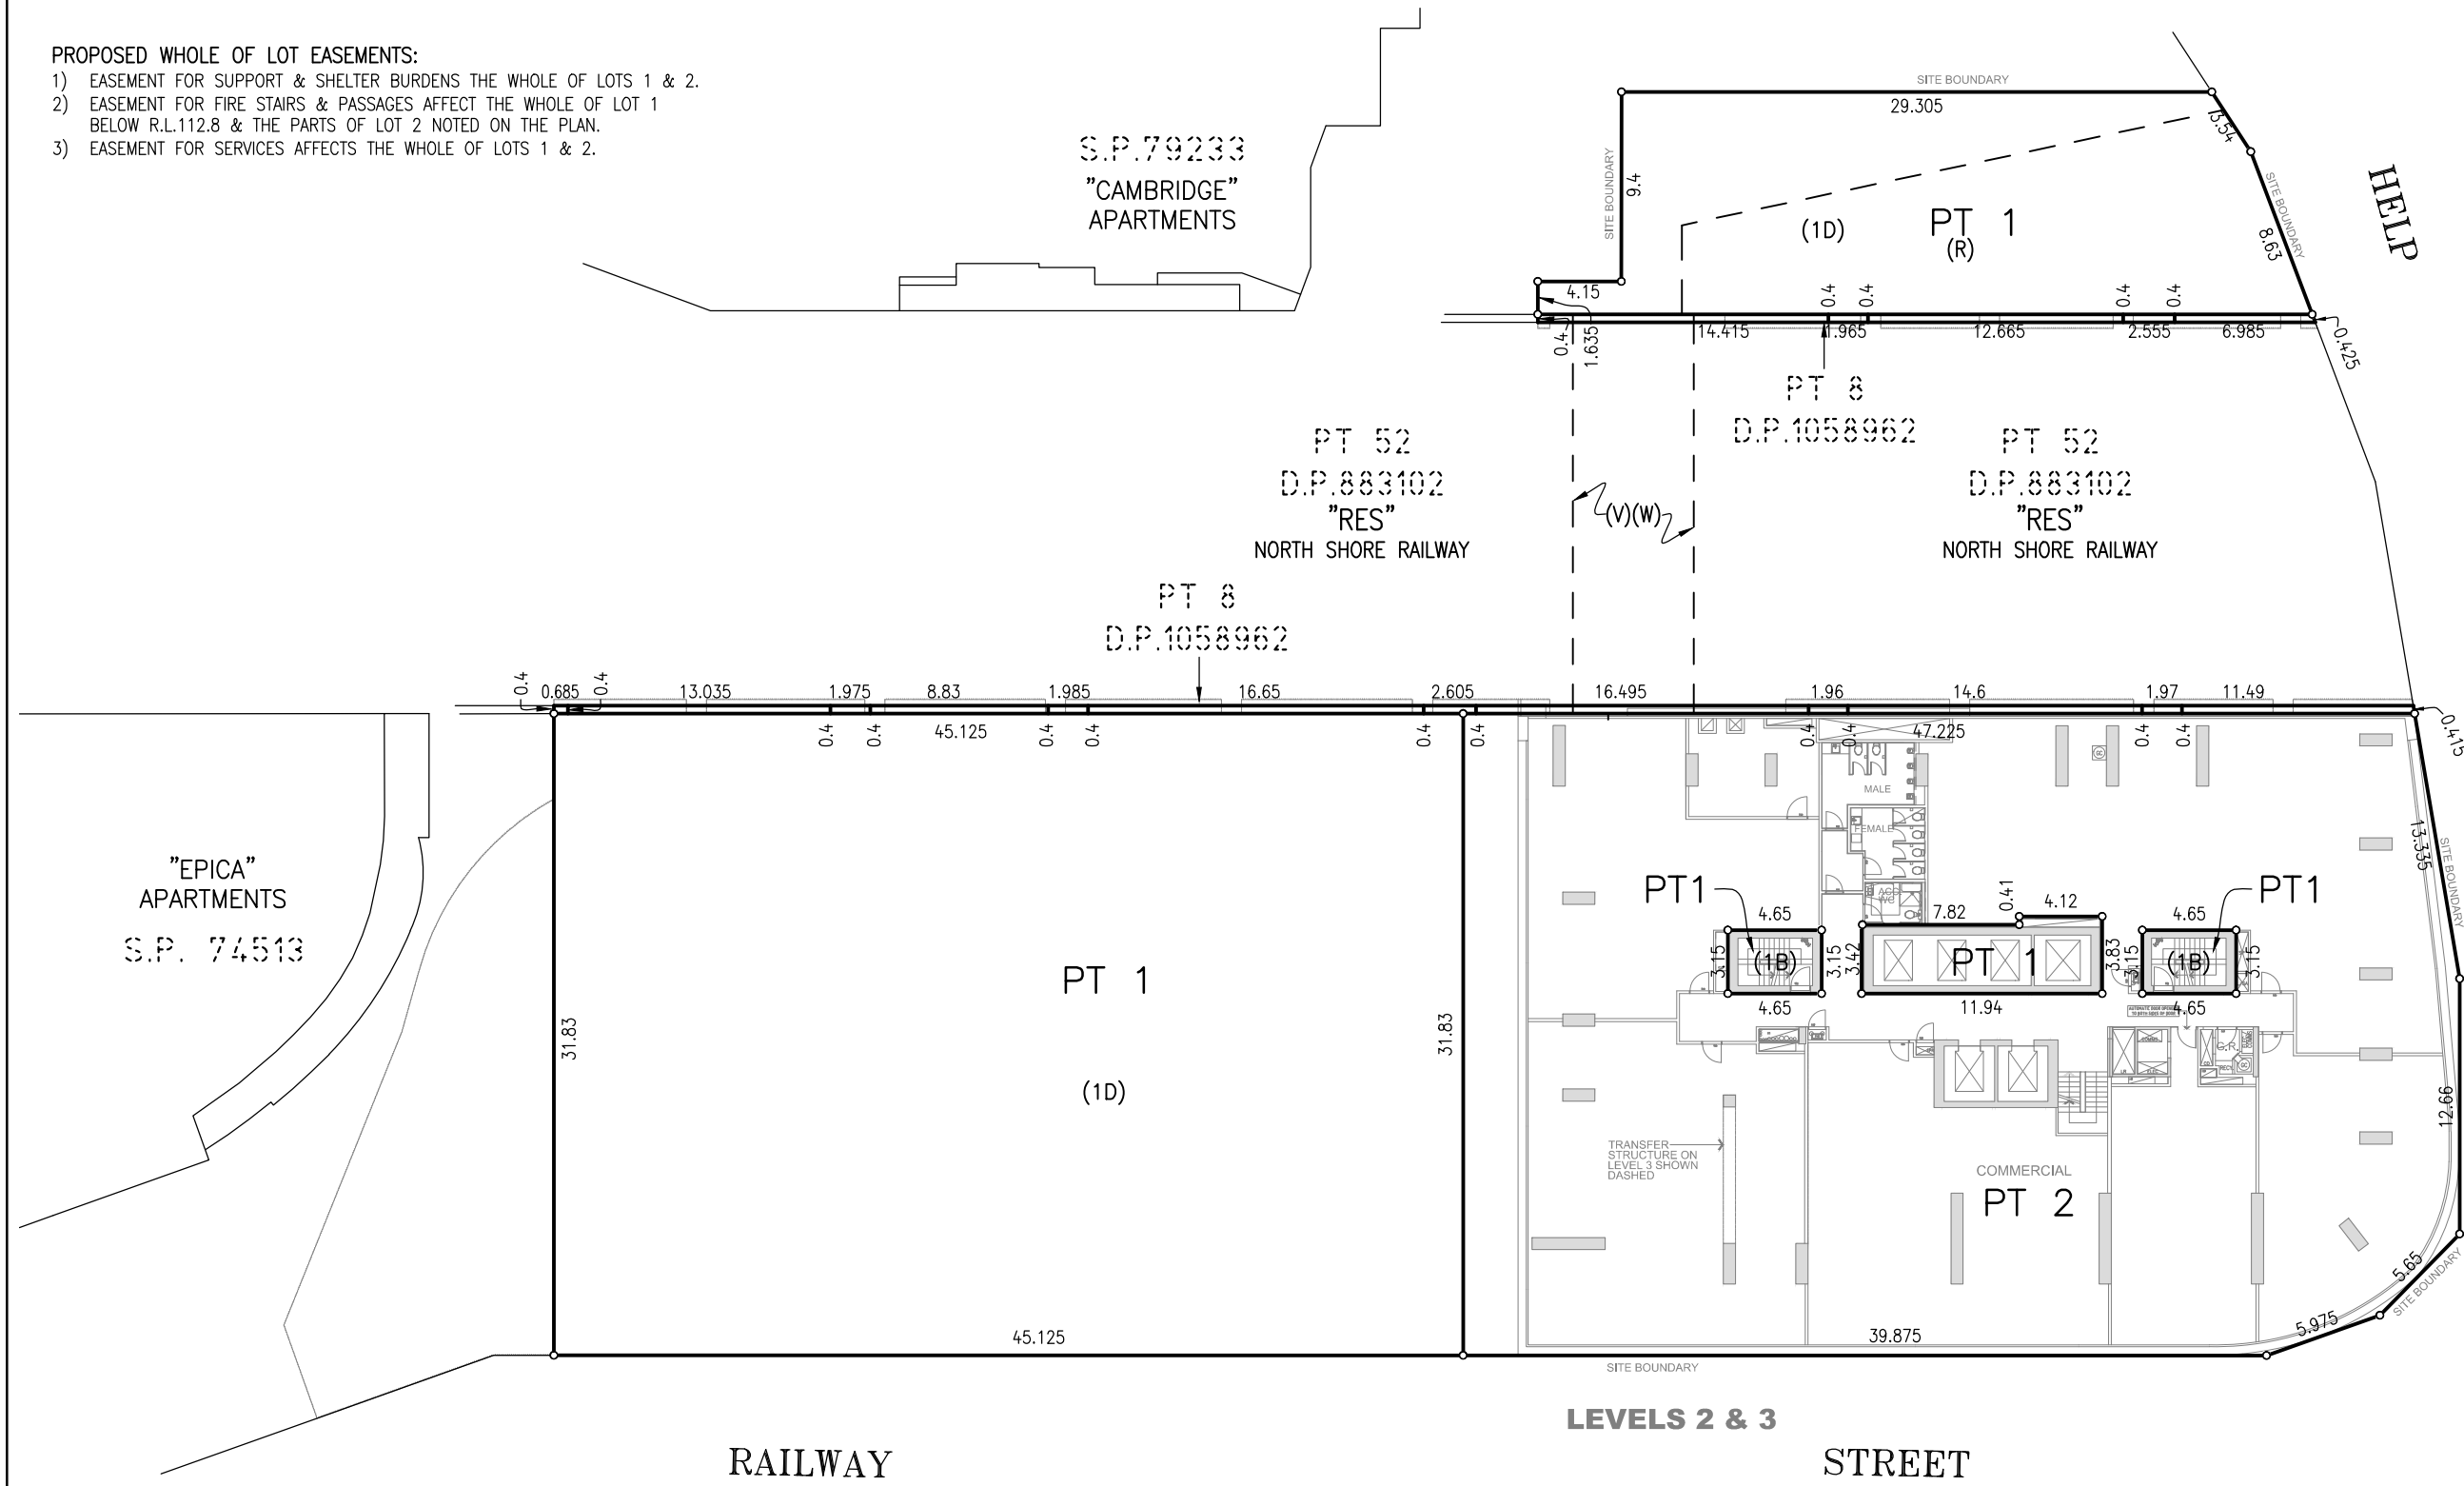 PROPOSED WHOLE OF LOT EASEMENTS:
1) EASEMENT FOR SUPPORT & SHELTER BURDENS THE WHOLE OF LOTS 1 & 2.
2) EASEMENT FOR FIRE STAIRS & PASSAGES AFFECT THE WHOLE OF LOT 1
BELOW R.L.112.8 & THE PARTS OF LOT 2 NOTED ON THE PLAN.
3) EASEMENT FOR SERVICES AFFECTS THE WHOLE OF LOTS 1 & 2.
S.P.79233
"CAMBRIDGE"
APARTMENTS
SITE BOUNDARY
29.305
13.54
SITE BOUNDARY
9.4
SITE BOUNDARY
8.63
HELP
(1D)
PT 1
(R)
4.15
0.4
0.4
0.4
0.4
0.4
1.635
14.415
1.965
12.665
2.555
6.985
0.425
PT 8
D.P.1058962
PT 52
D.P.883102
"RES"
NORTH SHORE RAILWAY
(V)(W)
PT 52
D.P.883102
"RES"
NORTH SHORE RAILWAY
PT 8
D.P.1058962
0.4
0.685
0.4
13.035
1.975
8.83
1.985
16.65
2.605
16.495
1.96
14.6
1.97
11.49
0.4
0.4
45.125
0.4
0.4
0.4
0.4
0.4
0.4
47.225
0.4
0.4
0.415
"EPICA"
APARTMENTS
S.P. 74513
MALE
FEMALE
ACC.
WC
13.335
SITE BOUNDARY
PT1
4.65
7.82
0.41
4.12
4.65
PT1
3.15
(1B)
3.15
3.42
PT 1
3.83
3.15
(1B)
3.15
4.65
11.94
4.65
PT 1
31.83
31.83
(1D)
G.R.
RECY
12.66
TRANSFER
STRUCTURE ON
LEVEL 3 SHOWN
DASHED
COMMERCIAL
PT 2
5.65
SITE BOUNDARY
5.975
45.125
39.875
SITE BOUNDARY
LEVELS 2 & 3
RAILWAY
STREET